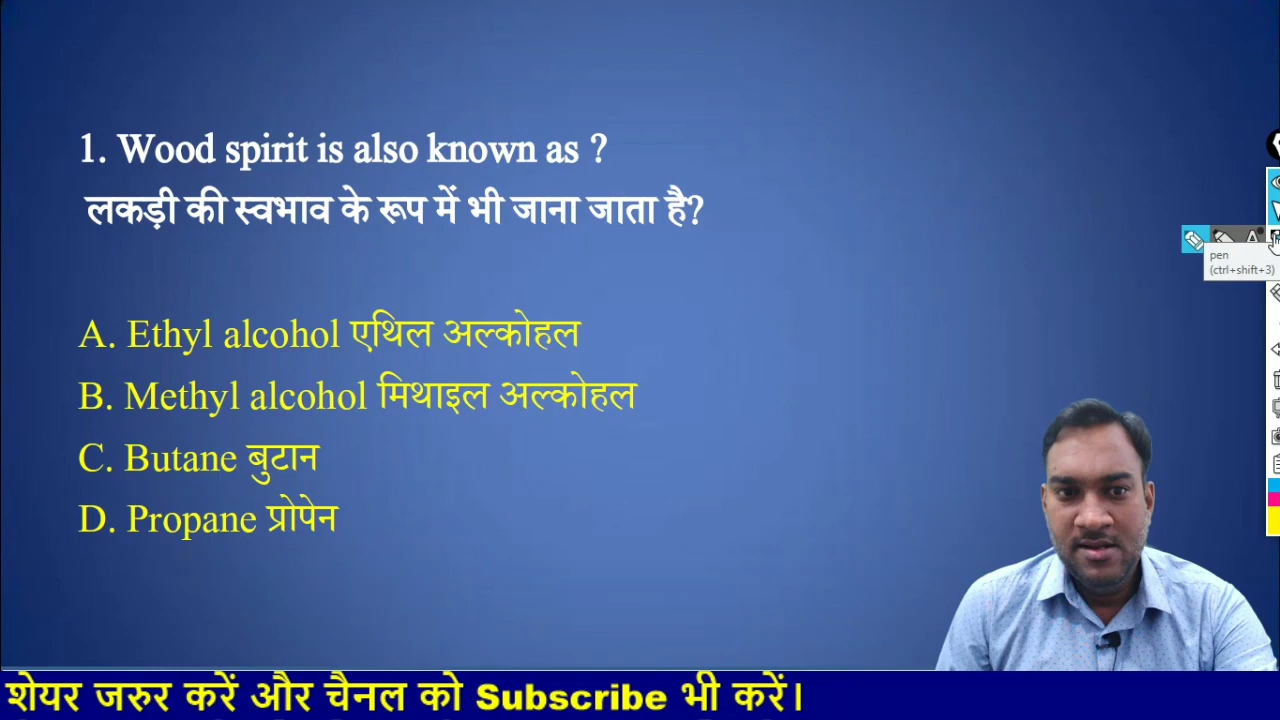 1. Wood spirit is also known as ?
लकड़ी की स्वभाव के रूप में भी जाना जाता है?
pen
(ctrl+shift+3)
A. Ethyl alcohol एथिल अल्कोहल
B. Methyl alcohol मिथाइल अल्कोहल
C. Butane बुटान
D. Propane प्रोपेन
शेयर जरुर करें और चैनल को Subscribe भी करें।